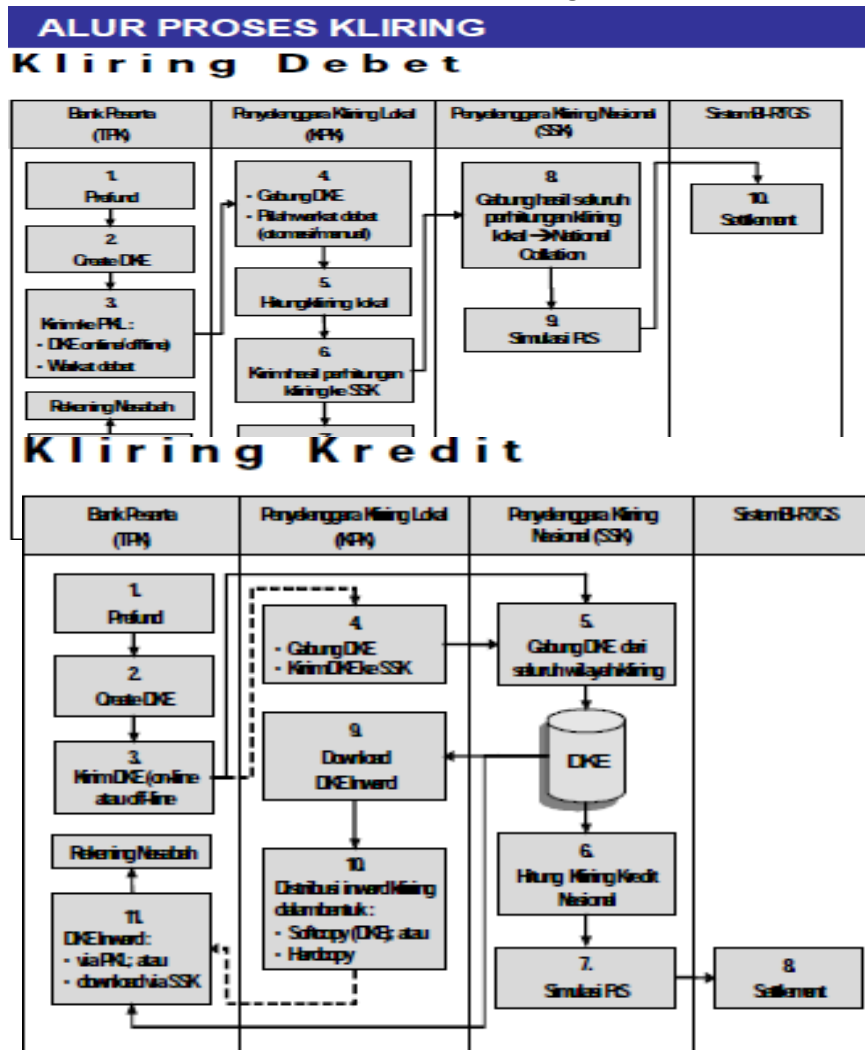 ALUR PROSES KLIRING
Kliring Debet
Bank Peserta
(TPK)
Penyelenggara Kliring Lokal
(KPK)
Penyelenggara Kliring Nasional
(SSK)
Sistem BI-RTGS
1.
Prefund
2.
Create DKE
3.
Kirim ke PKL :
- DKE online/offline)
- Warkat debet
Rekening Nasabah
4.
- Gabung DKE
- Pilah warkat debet
(otomasi/manual)
5.
Hitung kliring lokal
6.
Kirim hasil perhitungan
kliring ke SSK
7.
8.
Gabung hasil seluruh
perhitungan kliring
lokal → National
Collation
9.
Simulasi FtS
10.
Settlement
Kliring Kredit
Bank Peserta
(TPK)
Penyelenggara Kliring Lokal
(KPK)
Penyelenggara Kliring
Nasional (SSK)
Sistem BI-RTGS
1.
Prefund
2.
Create DKE
3.
Kirim DKE (on-line
atau off-line
Rekening Nasabah
11.
DKE Inward :
- via PKL; atau
- download via SSK
4.
- Gabung DKE
- Kirim DKE ke SSK
9.
Download
DKE Inward
10.
Distribusi inward kliring
dalam bentuk :
- Softcopy (DKE); atau
- Hardcopy
5.
Gabung DKE dari
seluruh wilayah kliring
DKE
6.
Hitung Kliring Kredit
Nasional
7.
Simulasi FtS
8.
Settlement